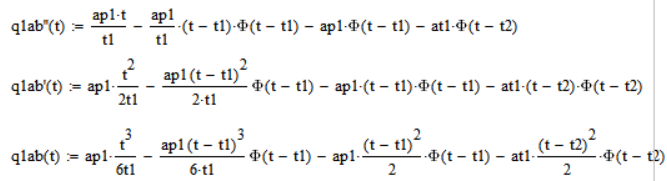 q1ab''(t) := ap1·t/t1 − ap1/t1·(t − t1)·Φ(t − t1) − ap1·Φ(t − t1) − at1·Φ(t − t2)
q1ab'(t) := ap1·t²/2t1 − ap1(t − t1)²/2·t1 Φ(t − t1) − ap1·(t − t1)·Φ(t − t1) − at1·(t − t2)·Φ(t − t2)
q1ab(t) := ap1·t³/6t1 − ap1(t − t1)³/6·t1 Φ(t − t1) − ap1·(t − t1)²/2·Φ(t − t1) − at1·(t − t2)²/2·Φ(t − t2)